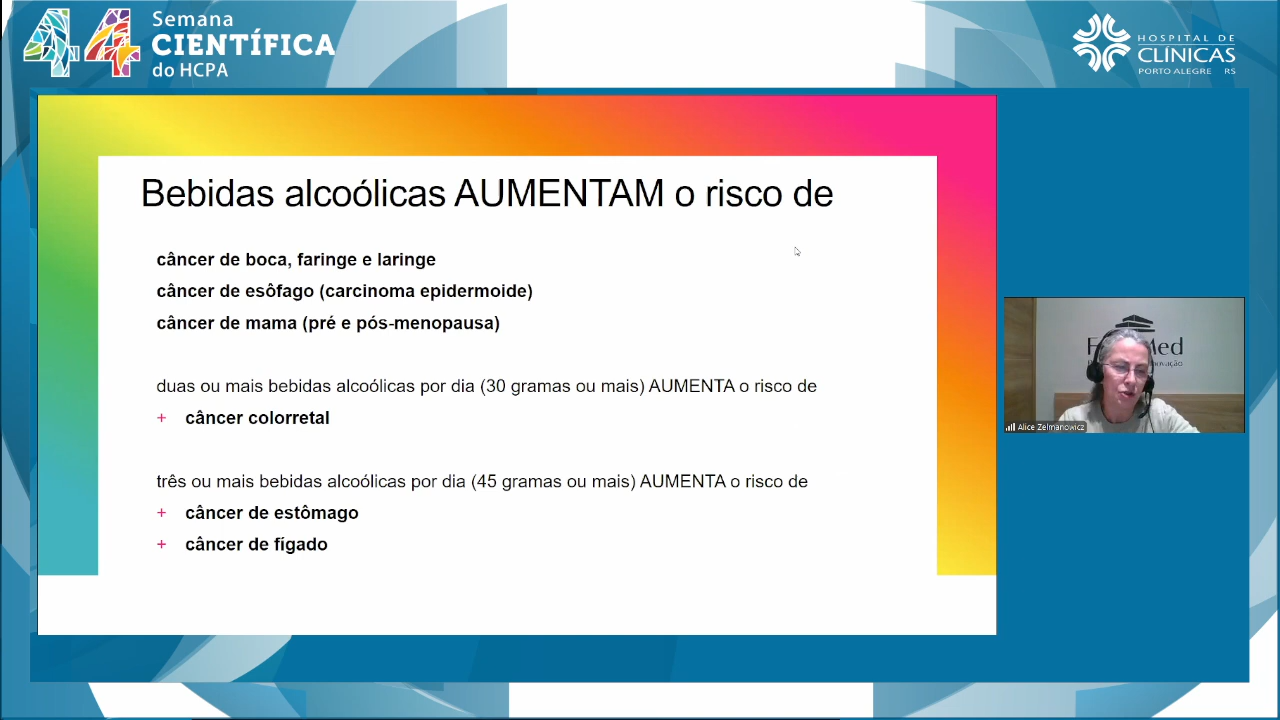 44
Semana
CIENTÍFICA
do HCPA
HOSPITAL DE
CLÍNICAS
PORTO ALEGRE RS
Bebidas alcoólicas AUMENTAM o risco de
câncer de boca, faringe e laringe
câncer de esôfago (carcinoma epidermoide)
câncer de mama (pré e pós-menopausa)
duas ou mais bebidas alcoólicas por dia (30 gramas ou mais) AUMENTA o risco de
+ câncer colorretal
três ou mais bebidas alcoólicas por dia (45 gramas ou mais) AUMENTA o risco de
+ câncer de estômago
+ câncer de fígado
Alice Zelmanowicz